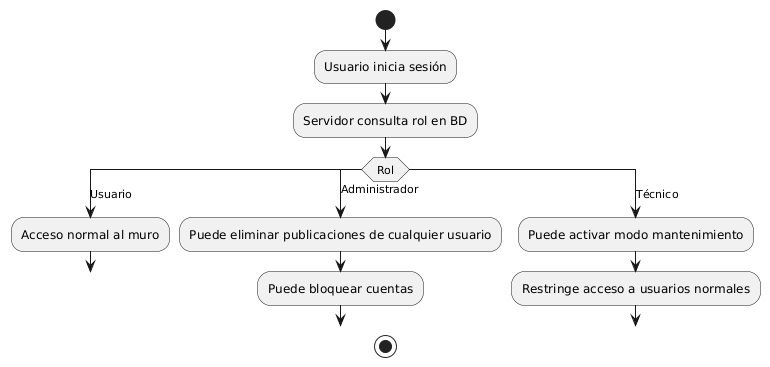 Usuario inicia sesión
Servidor consulta rol en BD
Rol
Usuario
Administrador
Técnico
Acceso normal al muro
Puede eliminar publicaciones de cualquier usuario
Puede activar modo mantenimiento
Puede bloquear cuentas
Restringe acceso a usuarios normales